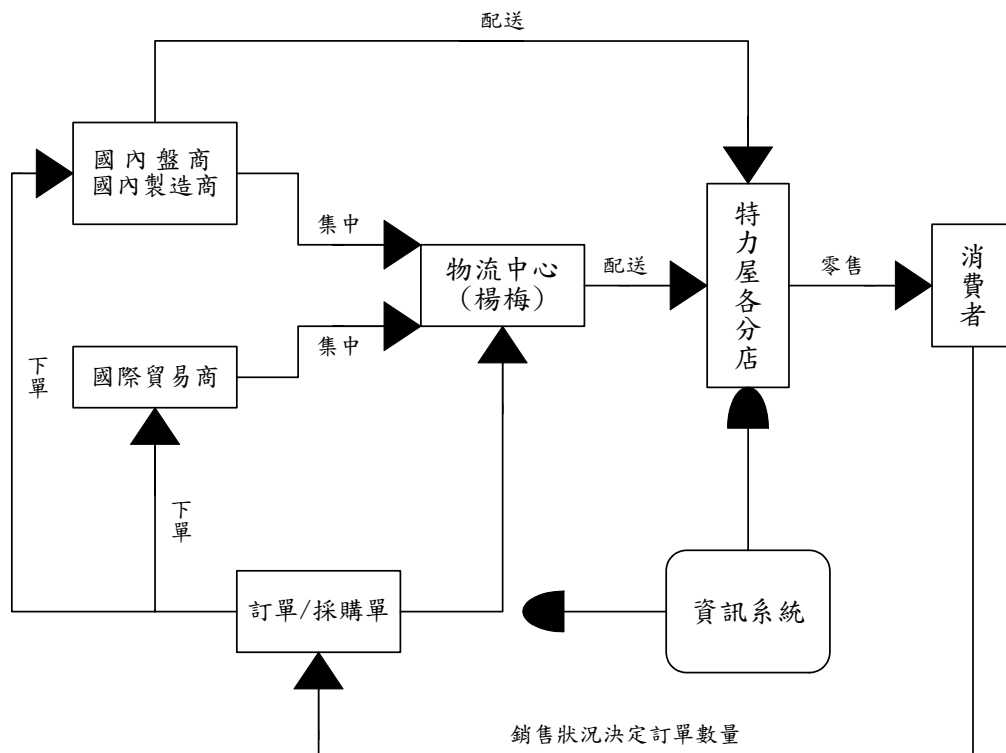 配送
國內盤商
國內製造商
集中
物流中心
（楊梅）
配送
特力屋各分店
零售
消費者
集中
國際貿易商
下單
下單
訂單/採購單
資訊系統
銷售狀況決定訂單數量